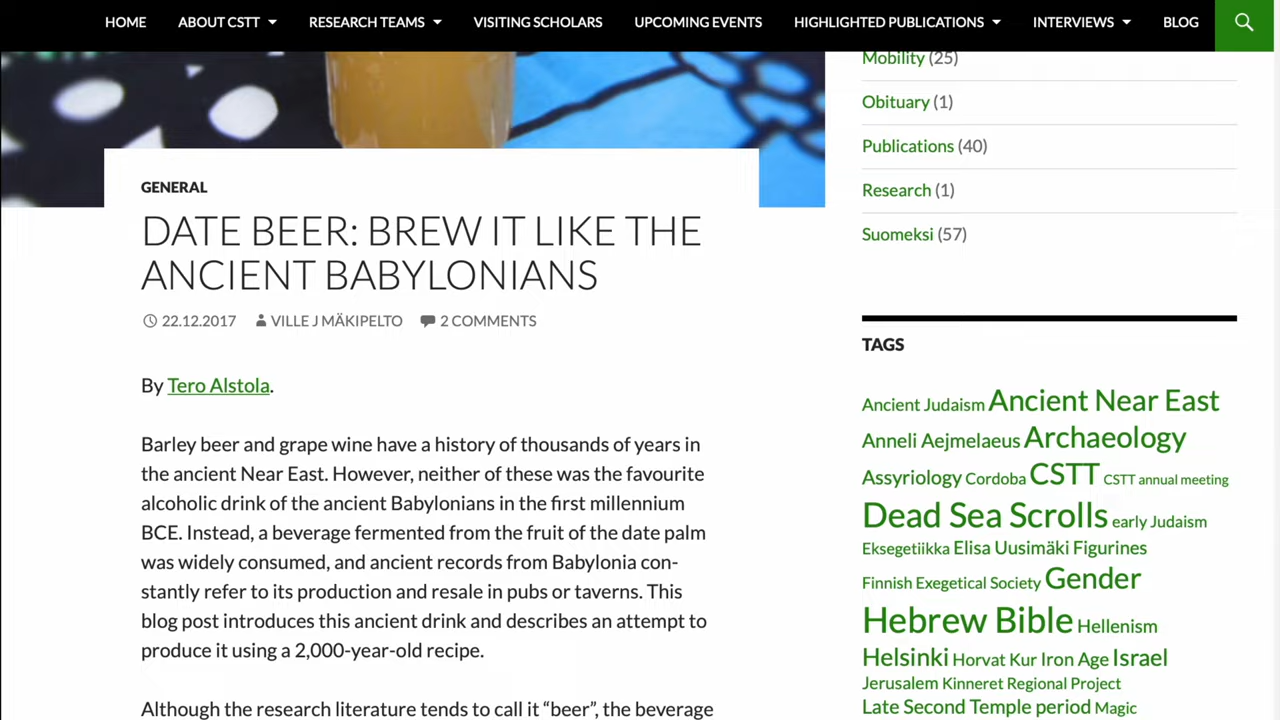 HOME ABOUT CSTT RESEARCH TEAMS VISITING SCHOLARS UPCOMING EVENTS HIGHLIGHTED PUBLICATIONS INTERVIEWS BLOG
GENERAL
DATE BEER: BREW IT LIKE THE
ANCIENT BABYLONIANS
22.12.2017 VILLE J MÄKIPELTO 2 COMMENTS
By Tero Alstola.
Barley beer and grape wine have a history of thousands of years in
the ancient Near East. However, neither of these was the favourite
alcoholic drink of the ancient Babylonians in the first millennium
BCE. Instead, a beverage fermented from the fruit of the date palm
was widely consumed, and ancient records from Babylonia con-
stantly refer to its production and resale in pubs or taverns. This
blog post introduces this ancient drink and describes an attempt to
produce it using a 2,000-year-old recipe.
Although the research literature tends to call it “beer”, the beverage
Mobility (25)
Obituary (1)
Publications (40)
Research (1)
Suomeksi (57)
TAGS
Ancient Judaism Ancient Near East
Anneli Aejmelaeus Archaeology
Assyriology Cordoba CSTT CSTT annual meeting
Dead Sea Scrolls early Judaism
Eksegetiikka Elisa Uusimäki Figurines
Finnish Exegetical Society Gender
Hebrew Bible Hellenism
Helsinki Horvat Kur Iron Age Israel
Jerusalem Kinneret Regional Project
Late Second Temple period Magic